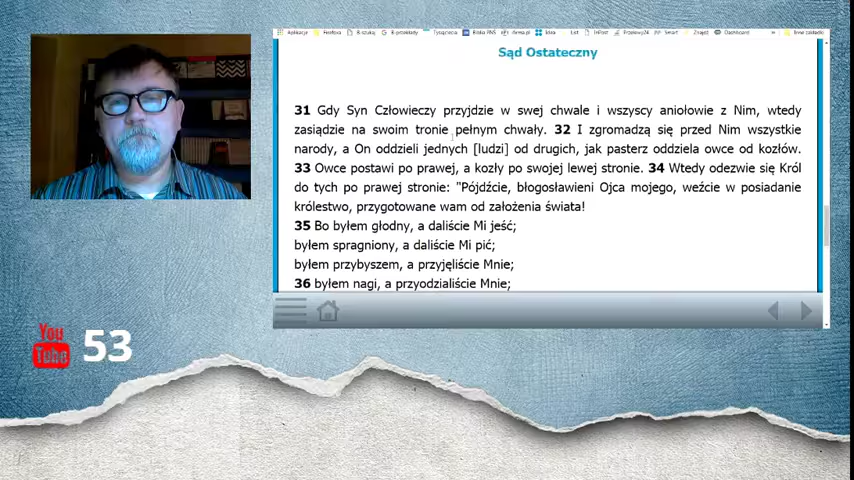 Aplikacje
Sąd Ostateczny
31 Gdy Syn Człowieczy przyjdzie w swej chwale i wszyscy aniołowie z Nim, wtedy
zasiądzie na swoim tronie pełnym chwały. 32 I zgromadzą się przed Nim wszystkie
narody, a On oddzieli jednych [ludzi] od drugich, jak pasterz oddziela owce od kozłów.
33 Owce postawi po prawej, a kozły po swojej lewej stronie. 34 Wtedy odezwie się Król
do tych po prawej stronie: "Pójdźcie, błogosławieni Ojca mojego, weźcie w posiadanie
królestwo, przygotowane wam od założenia świata!
35 Bo byłem głodny, a daliście Mi jeść;
byłem spragniony, a daliście Mi pić;
byłem przybyszem, a przyjęliście Mnie;
36 byłem nagi, a przyodzialiście Mnie;
You
Tube
53